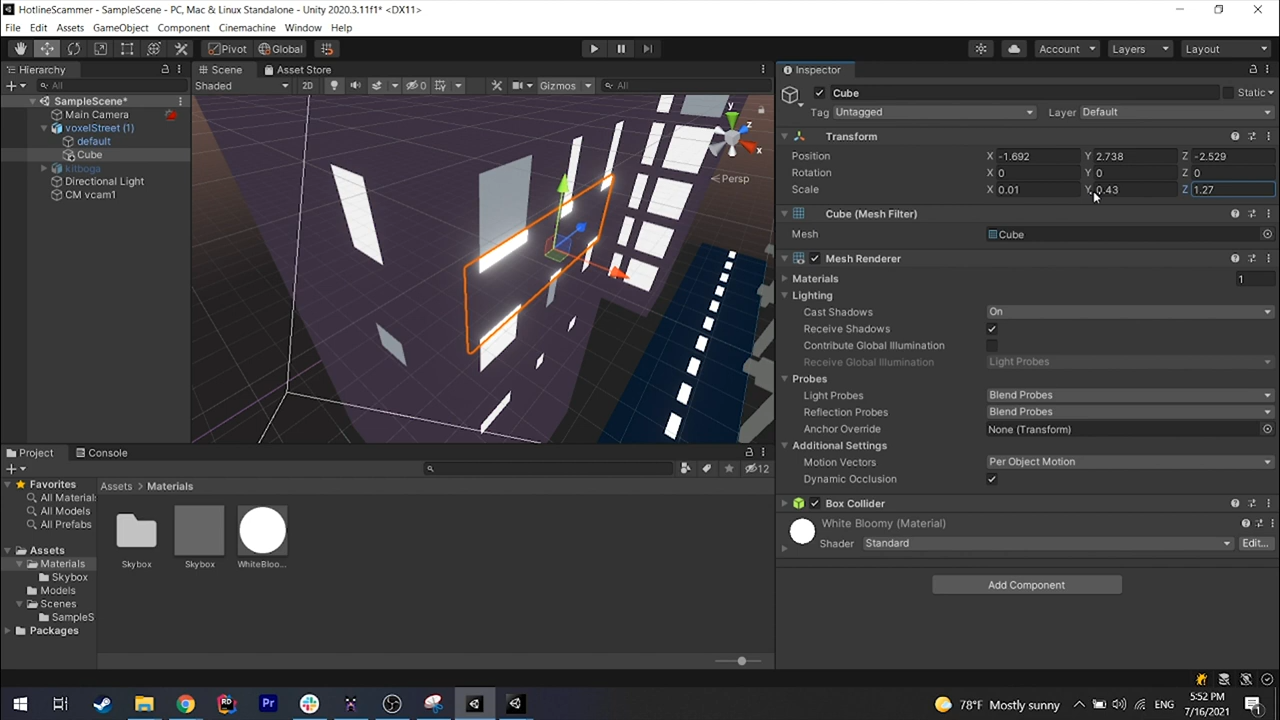 HotlineScammer - SampleScene - PC, Mac & Linux Standalone - Unity 2020.3.11f1* <DX11>
File Edit Assets GameObject Component Cinemachine Window Help
Pivot Global Account Layers Layout
Hierarchy
All
SampleScene*
Main Camera
voxelStreet (1)
default
Cube
kitboga
Directional Light
CM vcam1
Scene Asset Store
Shaded 2D 0 Gizmos All
y
z
x
Persp
Inspector
Cube Static
Tag Untagged Layer Default
Transform
Position X -1.692 Y 2.738 Z -2.529
Rotation X 0 Y 0 Z 0
Scale X 0.01 Y 0.43 Z 1.27
Cube (Mesh Filter)
Mesh Cube
Mesh Renderer
Materials 1
Lighting
Cast Shadows On
Receive Shadows
Contribute Global Illumination
Receive Global Illumination Light Probes
Probes
Light Probes Blend Probes
Reflection Probes Blend Probes
Anchor Override None (Transform)
Additional Settings
Motion Vectors Per Object Motion
Dynamic Occlusion
Box Collider
White Bloomy (Material)
Shader Standard Edit...
Add Component
Project Console
12
Favorites
All Material
All Models
All Prefabs
Assets
Materials
Skybox
Models
Scenes
SampleS
Packages
Assets > Materials
Skybox Skybox WhiteBloo...
78°F Mostly sunny ENG
5:52 PM
7/16/2021